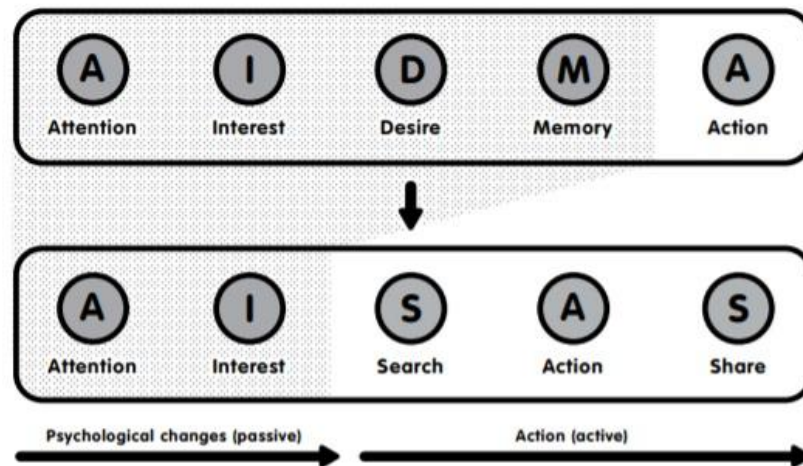 A I D M A
Attention Interest Desire Memory Action
A I S A S
Attention Interest Search Action Share
Psychological changes (passive) Action (active)